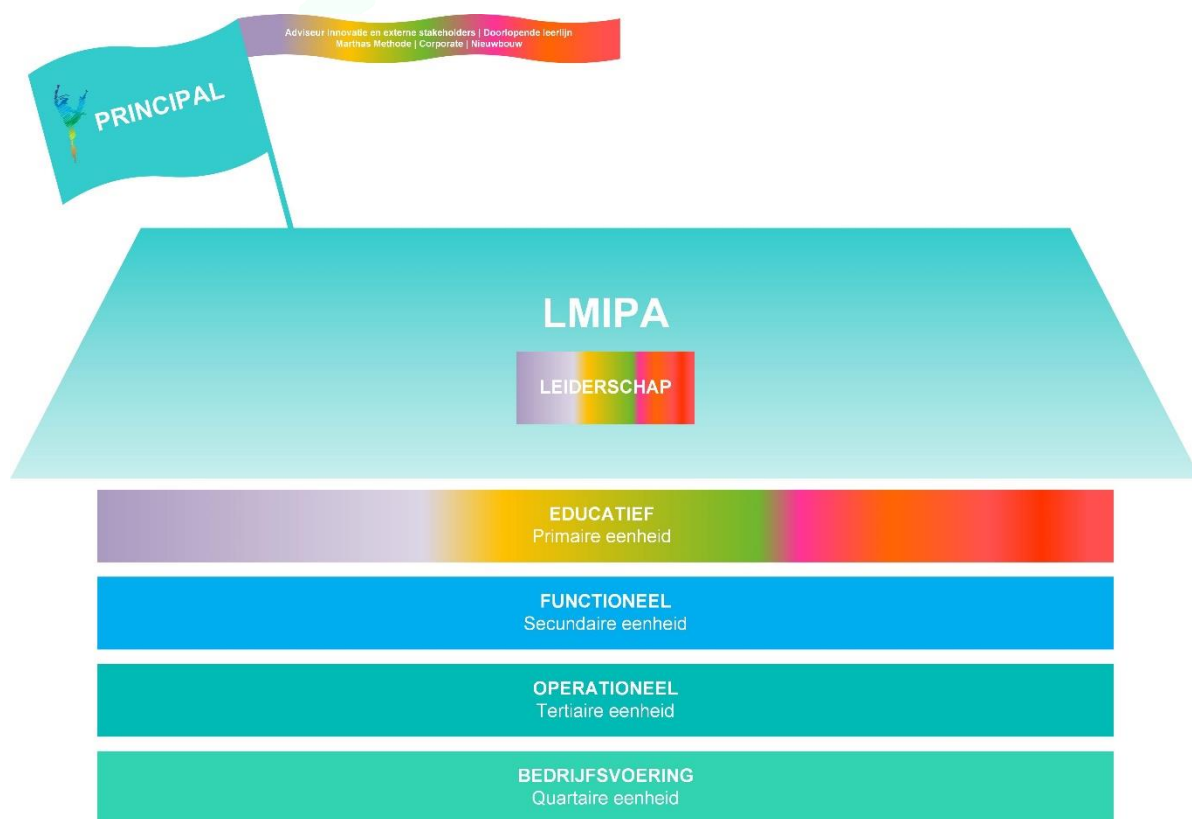 Adviseur innovatie en externe stakeholders | Doorlopende leerlijn
Marthas Methode | Corporate | Nieuwbouw
PRINCIPAL
LMIPA
LEIDERSCHAP
EDUCATIEF
Primaire eenheid
FUNCTIONEEL
Secundaire eenheid
OPERATIONEEL
Tertiaire eenheid
BEDRIJFSVOERING
Quartaire eenheid